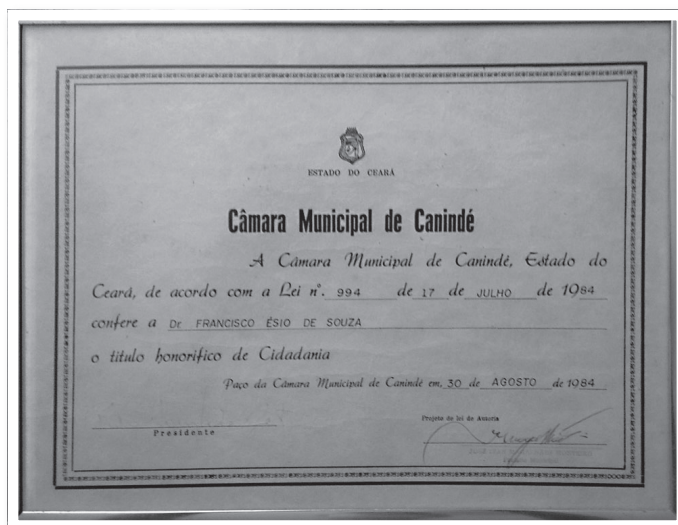 ESTADO DO CEARÁ
Câmara Municipal de Canindé
A Câmara Municipal de Canindé, Estado do
Ceará, de acordo com a Lei nº. 994 de 17 de JULHO de 1984
confere a Dr FRANCISCO ÉSIO DE SOUZA
o titulo honorifico de Cidadania
Paço da Câmara Municipal de Canindé em, 30 de AGOSTO de 1984
Projeto de lei de Autoria
Presidente